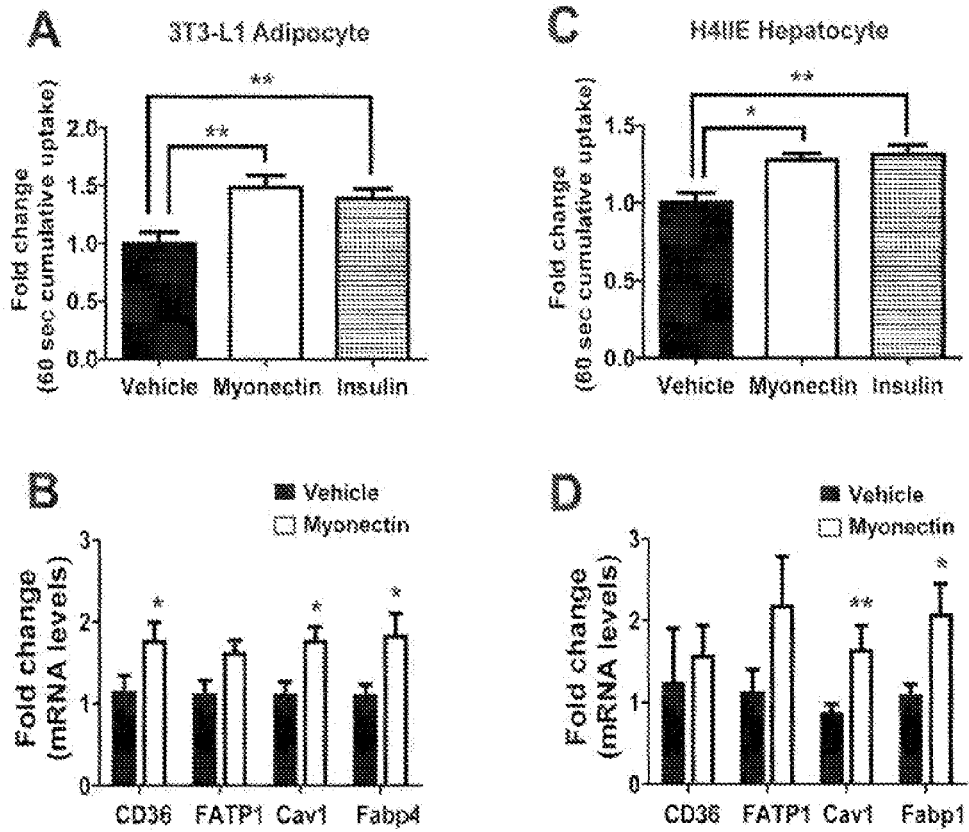 A
3T3-L1 Adipocyte
Fold change
(60 sec cumulative uptake)
2.0
1.5
1.0
0.5
0.0
**
**
Vehicle Myonectin Insulin
C
H4IIE Hepatocyte
Fold change
(60 sec cumulative uptake)
1.5
1.0
0.5
0.0
**
*
Vehicle Myonectin Insulin
B
Vehicle
Myonectin
Fold change
(mRNA levels)
3
2
1
0
* * *
CD36 FATP1 Cav1 Fabp4
D
Vehicle
Myonectin
Fold change
(mRNA levels)
3
2
1
0
** *
CD36 FATP1 Cav1 Fabp1